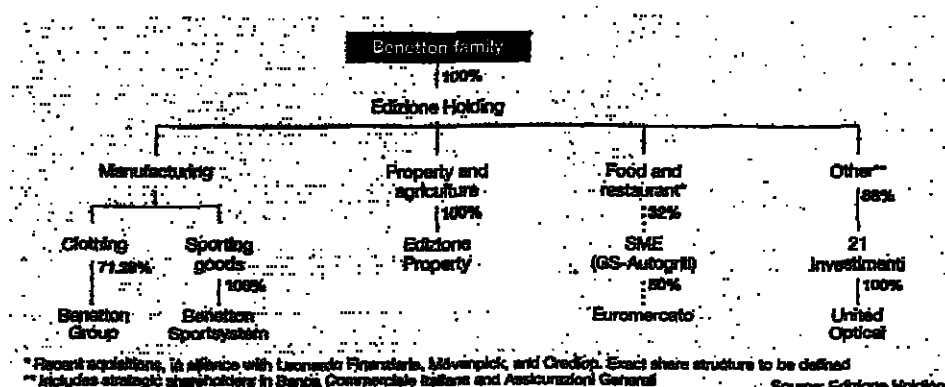 Benetton family
100%
Edizione Holding
Manufacturing
Property and agriculture
Food and restaurant*
Other**
100%
32%
88%
Clothing
Sporting goods
Edizione Property
SME (GS-Autogrill)
21 Investimenti
71.29%
100%
50%
100%
Benetton Group
Benetton Sportsystem
Euromercato
United Optical
* Recent aquisitions, in alliance with Leonardo Finanziaria, Mövenpick, and Crediop. Exact share structure to be defined
** Includes strategic shareholders in Banca Commerciale Italiana and Assicurazioni Generali
Source: Edizione Holding